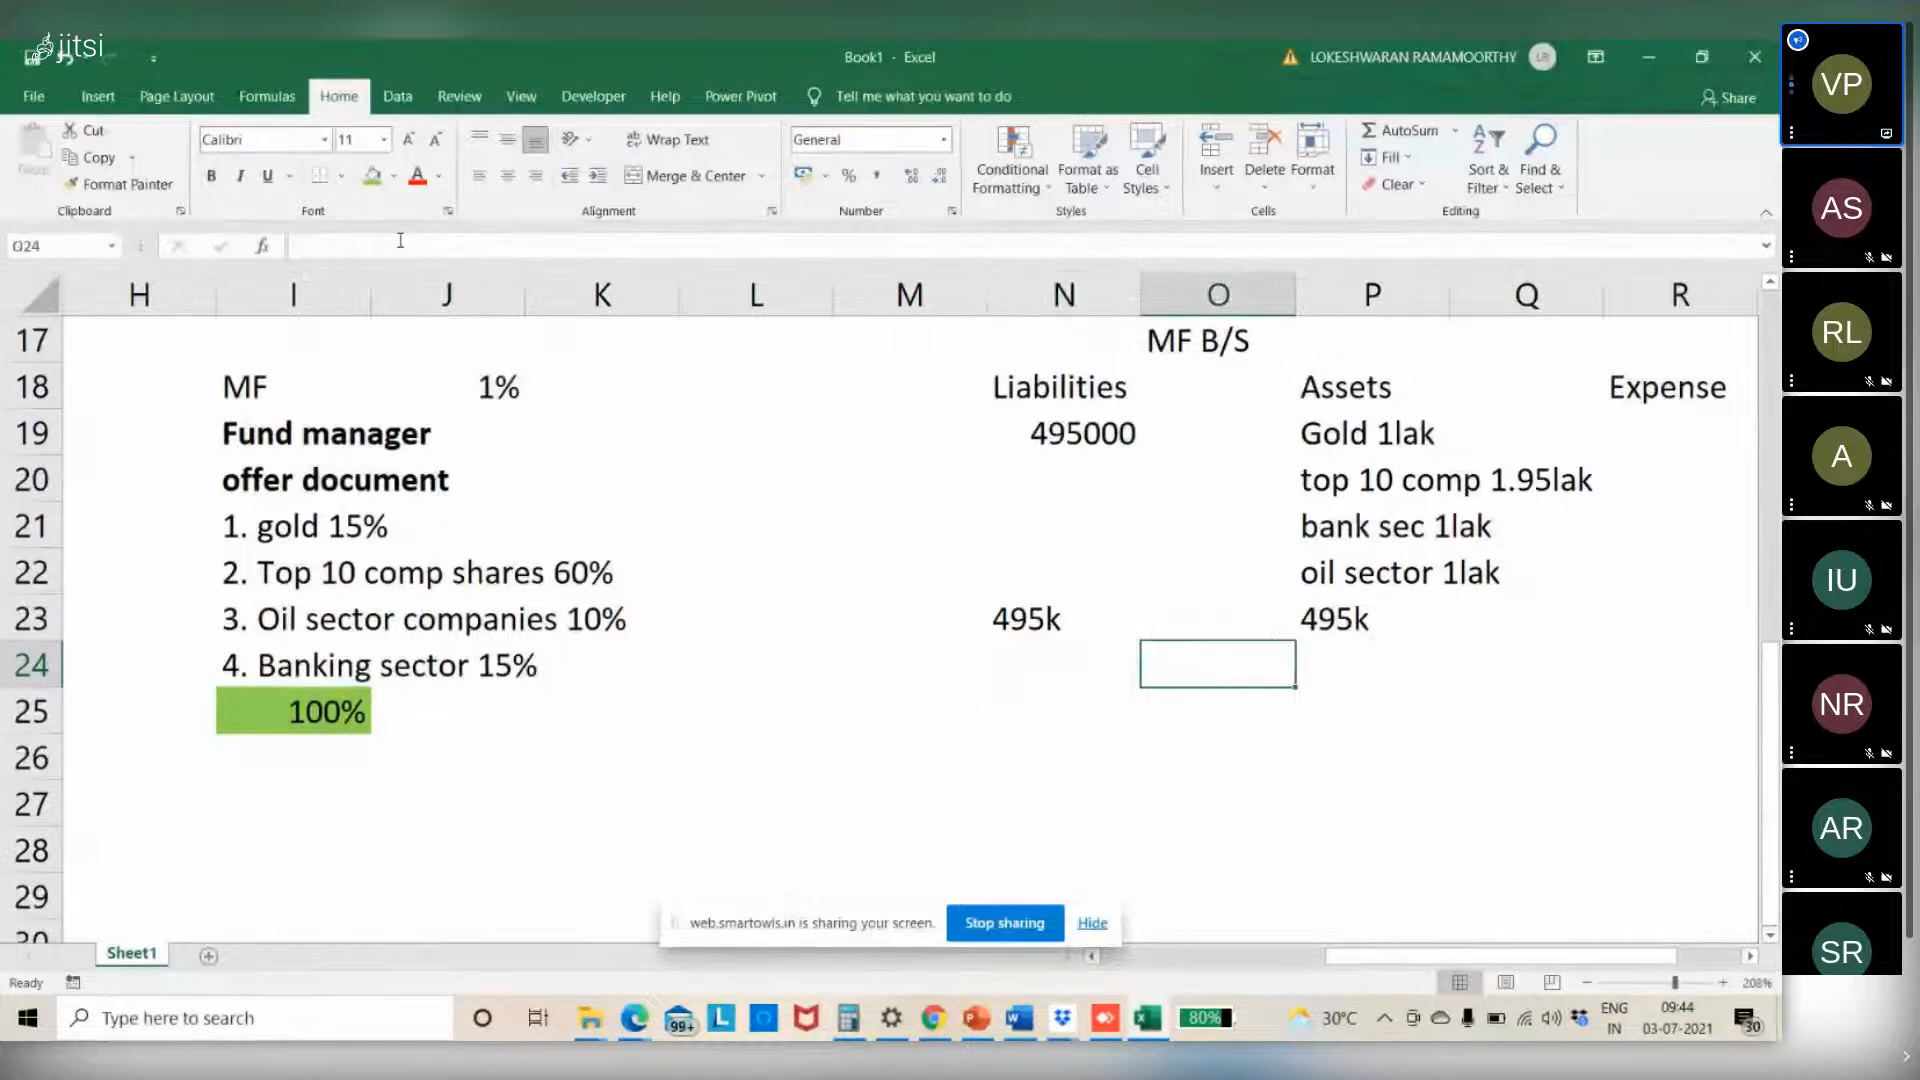 jitsi
Book1 - Excel
LOKESHWARAN RAMAMOORTHY
LR
File Insert Page Layout Formulas Home Data Review View Developer Help Power Pivot Tell me what you want to do Share
Cut
Copy
Format Painter
Clipboard
Calibri 11
B I U
Font
Wrap Text
Merge & Center
Alignment
General
Number
Conditional Formatting
Format as Table
Cell Styles
Styles
Insert Delete Format
Cells
AutoSum
Fill
Clear
Sort & Filter
Find & Select
Editing
O24 fx
H I J K L M N O P Q R
17 MF B/S
18 MF 1% Liabilities Assets Expense
19 Fund manager 495000 Gold 1lak
20 offer document top 10 comp 1.95lak
21 1. gold 15% bank sec 1lak
22 2. Top 10 comp shares 60% oil sector 1lak
23 3. Oil sector companies 10% 495k 495k
24 4. Banking sector 15%
25 100%
26
27
28
29
30
web.smartowls.in is sharing your screen. Stop sharing Hide
Sheet1
Ready
208%
Type here to search
99+
80%
30°C
ENG
IN
09:44
03-07-2021
30
VP
AS
RL
A
IU
NR
AR
SR